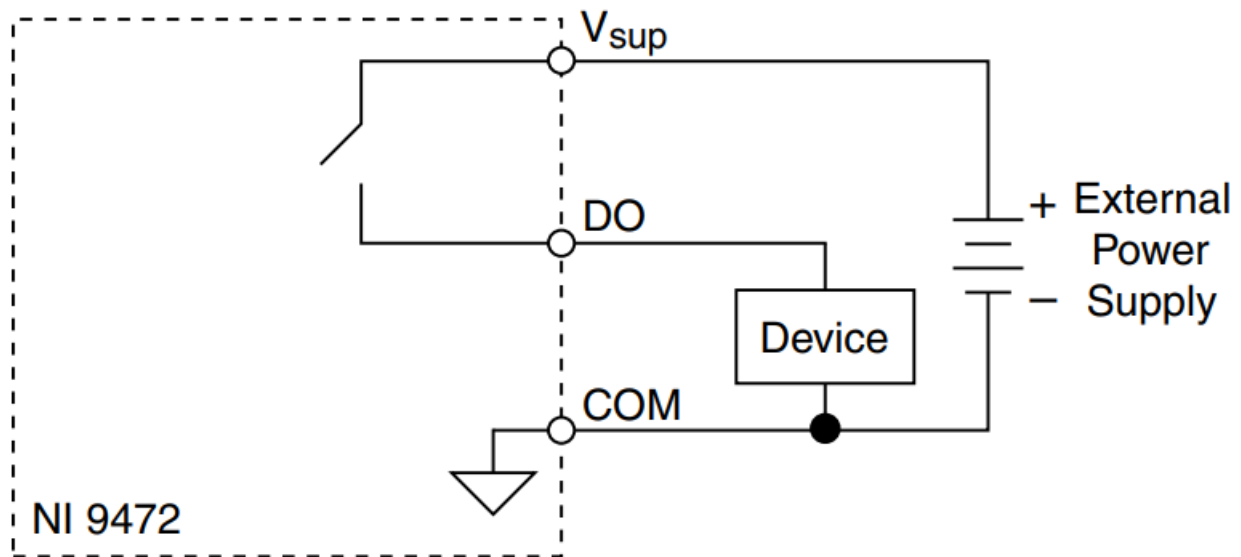 Vsup
DO
+ External
Power
− Supply
Device
COM
NI 9472